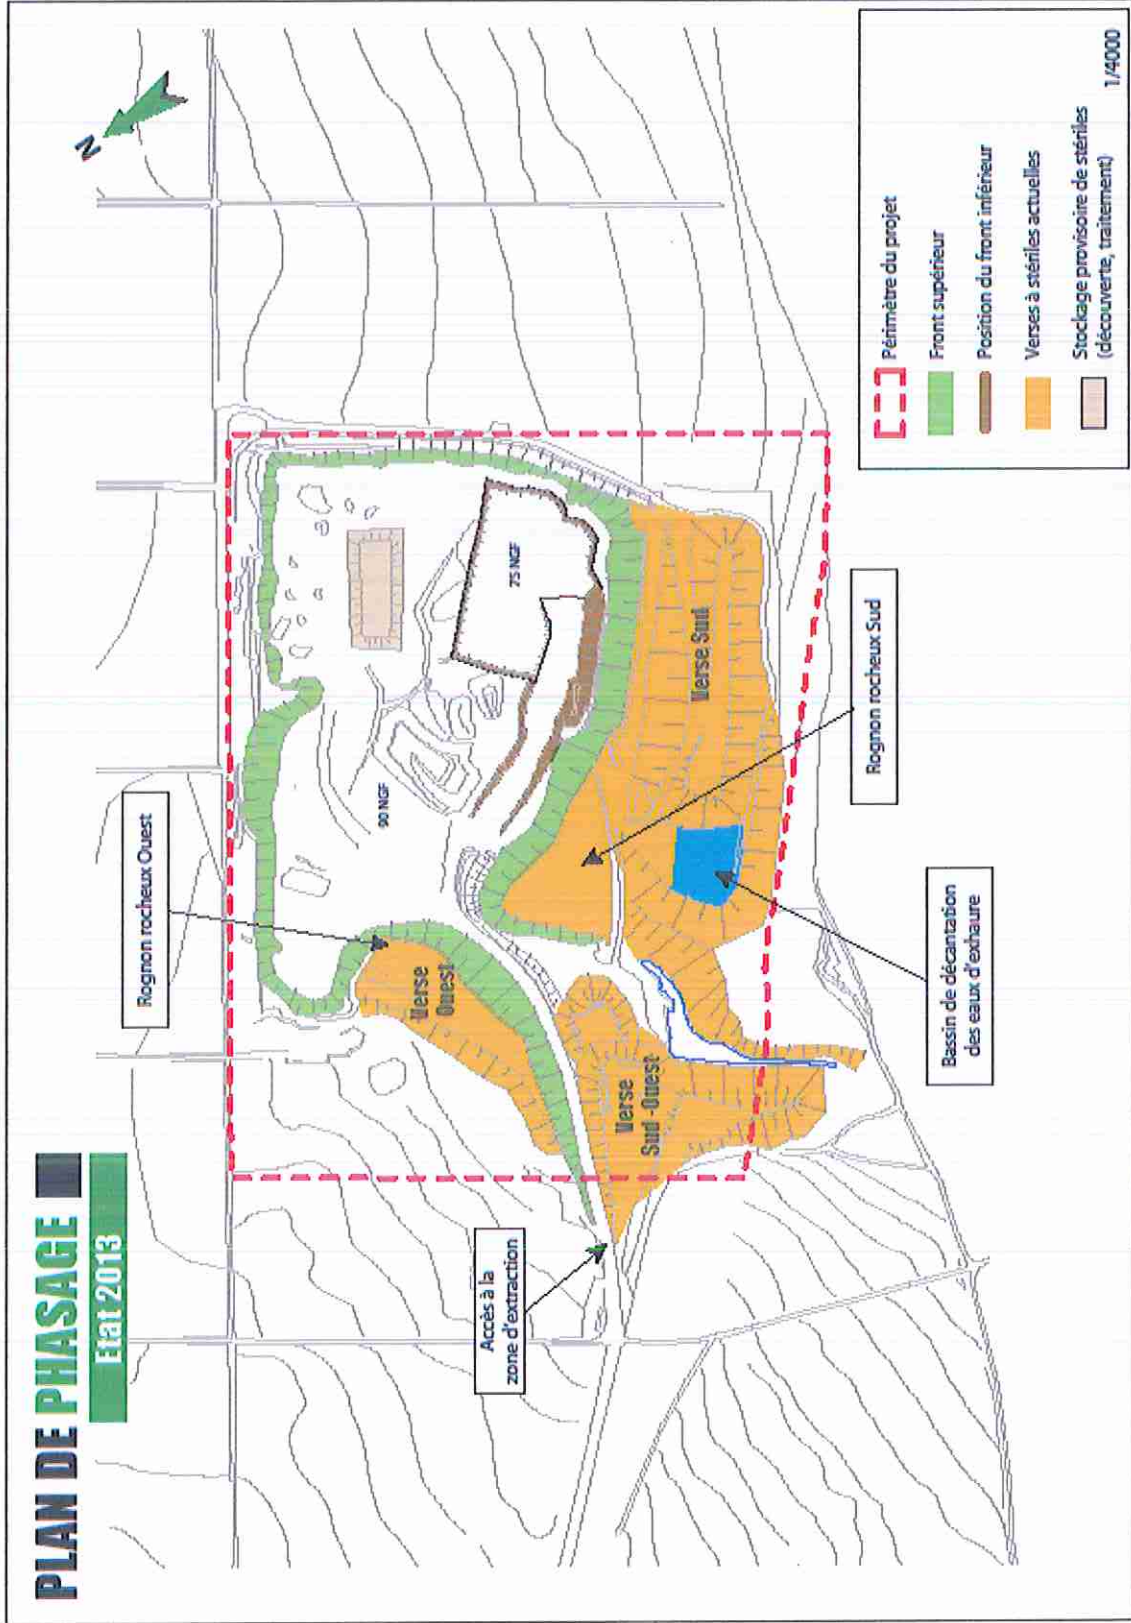 PLAN DE PHASAGE
Etat 2013
N
Rognon rocheux Ouest
Accès à la
zone d'extraction
Verse
Ouest
90 NGF
75 NGF
Verse
Sud-Ouest
Verse Sud
Rognon rocheux Sud
Bassin de décantation
des eaux d'exhaure
Périmètre du projet
Front supérieur
Position du front inférieur
Verses à stériles actuelles
Stockage provisoire de stériles
(découverte, traitement)
1/4000